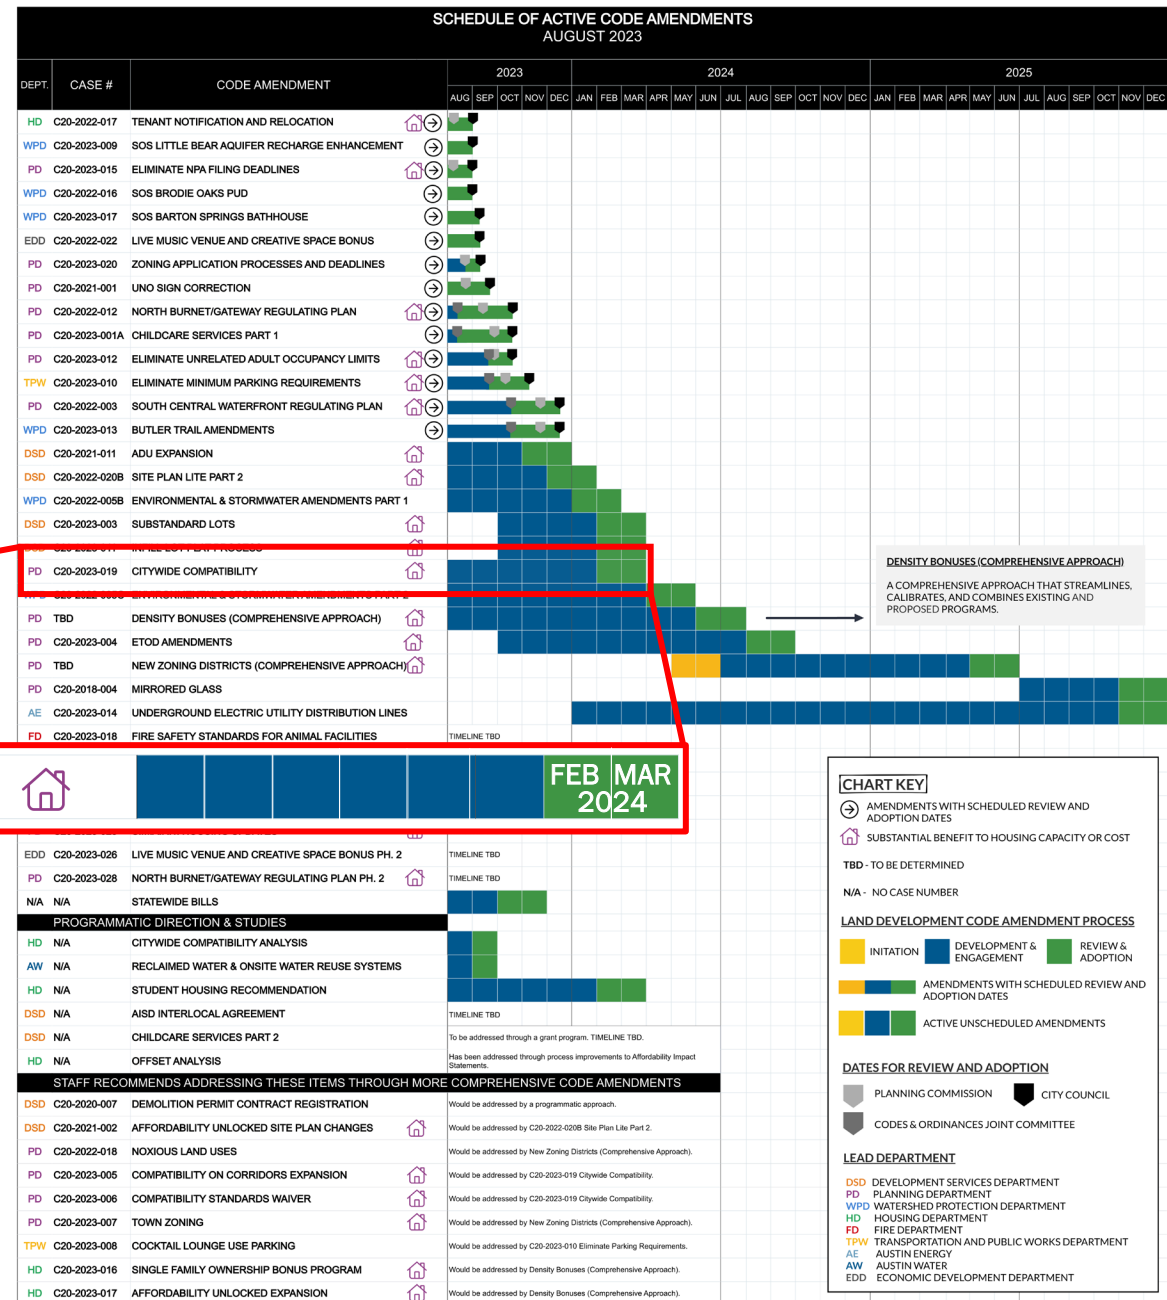 SCHEDULE OF ACTIVE CODE AMENDMENTS
AUGUST 2023
DEPT. CASE # CODE AMENDMENT 2023 2024 2025
AUG SEP OCT NOV DEC JAN FEB MAR APR MAY JUN JUL AUG SEP OCT NOV DEC JAN FEB MAR APR MAY JUN JUL AUG SEP OCT NOV DEC
HD C20-2022-017 TENANT NOTIFICATION AND RELOCATION
WPD C20-2023-009 SOS LITTLE BEAR AQUIFER RECHARGE ENHANCEMENT
PD C20-2023-015 ELIMINATE NPA FILING DEADLINES
WPD C20-2022-016 SOS BRODIE OAKS PUD
WPD C20-2023-017 SOS BARTON SPRINGS BATHHOUSE
EDD C20-2022-022 LIVE MUSIC VENUE AND CREATIVE SPACE BONUS
PD C20-2023-020 ZONING APPLICATION PROCESSES AND DEADLINES
PD C20-2021-001 UNO SIGN CORRECTION
PD C20-2022-012 NORTH BURNET/GATEWAY REGULATING PLAN
PD C20-2023-001A CHILDCARE SERVICES PART 1
PD C20-2023-012 ELIMINATE UNRELATED ADULT OCCUPANCY LIMITS
TPW C20-2023-010 ELIMINATE MINIMUM PARKING REQUIREMENTS
PD C20-2022-003 SOUTH CENTRAL WATERFRONT REGULATING PLAN
WPD C20-2023-013 BUTLER TRAIL AMENDMENTS
DSD C20-2021-011 ADU EXPANSION
DSD C20-2022-020B SITE PLAN LITE PART 2
WPD C20-2022-005B ENVIRONMENTAL & STORMWATER AMENDMENTS PART 1
DSD C20-2023-003 SUBSTANDARD LOTS
PD C20-2023-019 CITYWIDE COMPATIBILITY
PD TBD DENSITY BONUSES (COMPREHENSIVE APPROACH)
PD C20-2023-004 ETOD AMENDMENTS
PD TBD NEW ZONING DISTRICTS (COMPREHENSIVE APPROACH)
PD C20-2018-004 MIRRORED GLASS
AE C20-2023-014 UNDERGROUND ELECTRIC UTILITY DISTRIBUTION LINES
FD C20-2023-018 FIRE SAFETY STANDARDS FOR ANIMAL FACILITIES TIMELINE TBD
DENSITY BONUSES (COMPREHENSIVE APPROACH)
A COMPREHENSIVE APPROACH THAT STREAMLINES,
CALIBRATES, AND COMBINES EXISTING AND
PROPOSED PROGRAMS.
FEB MAR
2024
EDD C20-2023-026 LIVE MUSIC VENUE AND CREATIVE SPACE BONUS PH. 2 TIMELINE TBD
PD C20-2023-028 NORTH BURNET/GATEWAY REGULATING PLAN PH. 2 TIMELINE TBD
N/A N/A STATEWIDE BILLS
PROGRAMMATIC DIRECTION & STUDIES
HD N/A CITYWIDE COMPATIBILITY ANALYSIS
AW N/A RECLAIMED WATER & ONSITE WATER REUSE SYSTEMS
HD N/A STUDENT HOUSING RECOMMENDATION
DSD N/A AISD INTERLOCAL AGREEMENT TIMELINE TBD
DSD N/A CHILDCARE SERVICES PART 2 To be addressed through a grant program. TIMELINE TBD.
HD N/A OFFSET ANALYSIS Has been addressed through process improvements to Affordability Impact
Statements.
STAFF RECOMMENDS ADDRESSING THESE ITEMS THROUGH MORE COMPREHENSIVE CODE AMENDMENTS
DSD C20-2020-007 DEMOLITION PERMIT CONTRACT REGISTRATION Would be addressed by a programmatic approach.
DSD C20-2021-002 AFFORDABILITY UNLOCKED SITE PLAN CHANGES Would be addressed by C20-2022-020B Site Plan Lite Part 2.
PD C20-2022-018 NOXIOUS LAND USES Would be addressed by New Zoning Districts (Comprehensive Approach).
PD C20-2023-005 COMPATIBILITY ON CORRIDORS EXPANSION Would be addressed by C20-2023-019 Citywide Compatibility.
PD C20-2023-006 COMPATIBILITY STANDARDS WAIVER Would be addressed by C20-2023-019 Citywide Compatibility.
PD C20-2023-007 TOWN ZONING Would be addressed by New Zoning Districts (Comprehensive Approach).
TPW C20-2023-008 COCKTAIL LOUNGE USE PARKING Would be addressed by C20-2023-010 Eliminate Parking Requirements.
HD C20-2023-016 SINGLE FAMILY OWNERSHIP BONUS PROGRAM Would be addressed by Density Bonuses (Comprehensive Approach).
HD C20-2023-017 AFFORDABILITY UNLOCKED EXPANSION Would be addressed by Density Bonuses (Comprehensive Approach).
CHART KEY
AMENDMENTS WITH SCHEDULED REVIEW AND
ADOPTION DATES
SUBSTANTIAL BENEFIT TO HOUSING CAPACITY OR COST
TBD - TO BE DETERMINED
N/A - NO CASE NUMBER
LAND DEVELOPMENT CODE AMENDMENT PROCESS
INITATION DEVELOPMENT &
ENGAGEMENT REVIEW &
ADOPTION
AMENDMENTS WITH SCHEDULED REVIEW AND
ADOPTION DATES
ACTIVE UNSCHEDULED AMENDMENTS
DATES FOR REVIEW AND ADOPTION
PLANNING COMMISSION CITY COUNCIL
CODES & ORDINANCES JOINT COMMITTEE
LEAD DEPARTMENT
DSD DEVELOPMENT SERVICES DEPARTMENT
PD PLANNING DEPARTMENT
WPD WATERSHED PROTECTION DEPARTMENT
HD HOUSING DEPARTMENT
FD FIRE DEPARTMENT
TPW TRANSPORTATION AND PUBLIC WORKS DEPARTMENT
AE AUSTIN ENERGY
AW AUSTIN WATER
EDD ECONOMIC DEVELOPMENT DEPARTMENT